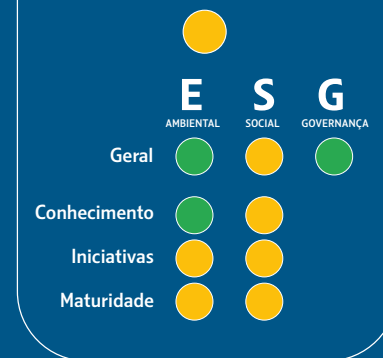 E S G
AMBIENTAL SOCIAL GOVERNANÇA
Geral
Conhecimento
Iniciativas
Maturidade